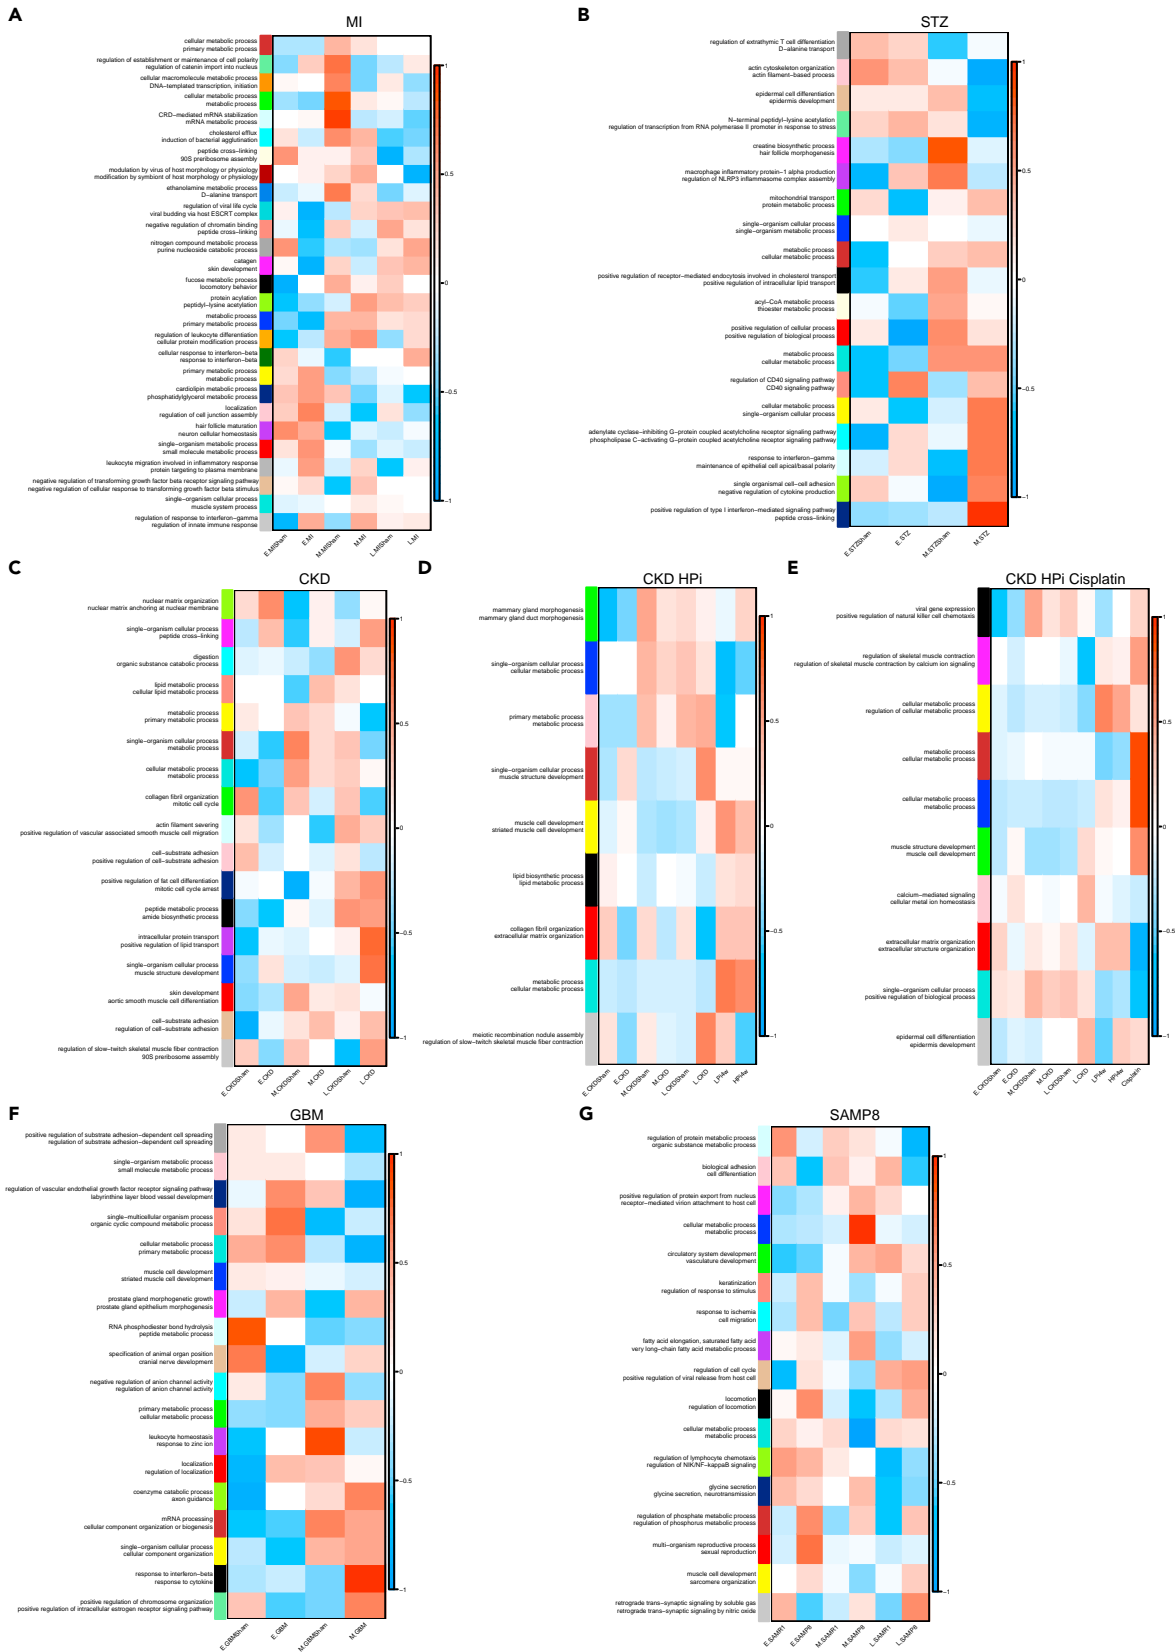 A
MI
cellular metabolic process
primary metabolic process
regulation of establishment or maintenance of cell polarity
regulation of catenin import into nucleus
cellular macromolecule metabolic process
DNA−templated transcription, initiation
cellular metabolic process
metabolic process
CRD−mediated mRNA stabilization
mRNA metabolic process
cholesterol efflux
induction of bacterial agglutination
peptide cross−linking
90S preribosome assembly
modulation by virus of host morphology or physiology
modification by symbiont of host morphology or physiology
ethanolamine metabolic process
D−alanine transport
regulation of viral life cycle
viral budding via host ESCRT complex
negative regulation of chromatin binding
peptide cross−linking
nitrogen compound metabolic process
purine nucleoside catabolic process
catagen
skin development
fucose metabolic process
locomotory behavior
protein acylation
peptidyl−lysine acetylation
metabolic process
primary metabolic process
regulation of leukocyte differentiation
cellular protein modification process
cellular response to interferon−beta
response to interferon−beta
primary metabolic process
metabolic process
cardiolipin metabolic process
phosphatidylglycerol metabolic process
localization
regulation of cell junction assembly
hair follicle maturation
neuron cellular homeostasis
single−organism metabolic process
small molecule metabolic process
leukocyte migration involved in inflammatory response
protein targeting to plasma membrane
negative regulation of transforming growth factor beta receptor signaling pathway
negative regulation of cellular response to transforming growth factor beta stimulus
single−organism cellular process
muscle system process
regulation of response to interferon−gamma
regulation of innate immune response
E.MISham
E.MI
M.MISham
M.MI
L.MISham
L.MI
1
0.5
0
−0.5
−1
B
STZ
regulation of extrathymic T cell differentiation
D−alanine transport
actin cytoskeleton organization
actin filament−based process
epidermal cell differentiation
epidermis development
N−terminal peptidyl−lysine acetylation
regulation of transcription from RNA polymerase II promoter in response to stress
creatine biosynthetic process
hair follicle morphogenesis
macrophage inflammatory protein−1 alpha production
regulation of NLRP3 inflammasome complex assembly
mitochondrial transport
protein metabolic process
single−organism cellular process
single−organism metabolic process
metabolic process
cellular metabolic process
positive regulation of receptor−mediated endocytosis involved in cholesterol transport
positive regulation of intracellular lipid transport
acyl−CoA metabolic process
thioester metabolic process
positive regulation of cellular process
positive regulation of biological process
metabolic process
cellular metabolic process
regulation of CD40 signaling pathway
CD40 signaling pathway
cellular metabolic process
single−organism cellular process
adenylate cyclase−inhibiting G−protein coupled acetylcholine receptor signaling pathway
phospholipase C−activating G−protein coupled acetylcholine receptor signaling pathway
response to interferon−gamma
maintenance of epithelial cell apical/basal polarity
single organismal cell−cell adhesion
negative regulation of cytokine production
positive regulation of type I interferon−mediated signaling pathway
peptide cross−linking
E.STZSham
E.STZ
M.STZSham
M.STZ
1
0.5
0
−0.5
−1
C
CKD
nuclear matrix organization
nuclear matrix anchoring at nuclear membrane
single−organism cellular process
peptide cross−linking
digestion
organic substance catabolic process
lipid metabolic process
cellular lipid metabolic process
metabolic process
primary metabolic process
single−organism cellular process
metabolic process
cellular metabolic process
metabolic process
collagen fibril organization
mitotic cell cycle
actin filament severing
positive regulation of vascular associated smooth muscle cell migration
cell−substrate adhesion
positive regulation of cell−substrate adhesion
positive regulation of fat cell differentiation
mitotic cell cycle arrest
peptide metabolic process
amide biosynthetic process
intracellular protein transport
positive regulation of lipid transport
single−organism cellular process
muscle structure development
skin development
aortic smooth muscle cell differentiation
cell−substrate adhesion
regulation of cell−substrate adhesion
regulation of slow−twitch skeletal muscle fiber contraction
90S preribosome assembly
E.CKDSham
E.CKD
M.CKDSham
M.CKD
L.CKDSham
L.CKD
1
0.5
0
−0.5
−1
D
CKD HPi
mammary gland morphogenesis
mammary gland duct morphogenesis
single−organism cellular process
cellular metabolic process
primary metabolic process
metabolic process
single−organism cellular process
muscle structure development
muscle cell development
striated muscle cell development
lipid biosynthetic process
lipid metabolic process
collagen fibril organization
extracellular matrix organization
metabolic process
cellular metabolic process
meiotic recombination nodule assembly
regulation of slow−twitch skeletal muscle fiber contraction
E.CKDSham
E.CKD
M.CKDSham
M.CKD
L.CKDSham
L.CKD
LPi4w
HPi4w
1
0.5
0
−0.5
−1
E
CKD HPi Cisplatin
viral gene expression
positive regulation of natural killer cell chemotaxis
regulation of skeletal muscle contraction
regulation of skeletal muscle contraction by calcium ion signaling
cellular metabolic process
regulation of cellular metabolic process
metabolic process
cellular metabolic process
cellular metabolic process
metabolic process
muscle structure development
muscle cell development
calcium−mediated signaling
cellular metal ion homeostasis
extracellular matrix organization
extracellular structure organization
single−organism cellular process
positive regulation of biological process
epidermal cell differentiation
epidermis development
E.CKDSham
E.CKD
M.CKDSham
M.CKD
L.CKDSham
L.CKD
LPi4w
HPi4w
Cisplatin
1
0.5
0
−0.5
−1
F
GBM
positive regulation of substrate adhesion−dependent cell spreading
regulation of substrate adhesion−dependent cell spreading
single−organism metabolic process
small molecule metabolic process
regulation of vascular endothelial growth factor receptor signaling pathway
labyrinthine layer blood vessel development
single−multicellular organism process
organic cyclic compound metabolic process
cellular metabolic process
primary metabolic process
muscle cell development
striated muscle cell development
prostate gland morphogenetic growth
prostate gland epithelium morphogenesis
RNA phosphodiester bond hydrolysis
peptide metabolic process
specification of animal organ position
cranial nerve development
negative regulation of anion channel activity
regulation of anion channel activity
primary metabolic process
cellular metabolic process
leukocyte homeostasis
response to zinc ion
localization
regulation of localization
coenzyme catabolic process
axon guidance
mRNA processing
cellular component organization or biogenesis
single−organism cellular process
cellular component organization
response to interferon−beta
response to cytokine
positive regulation of chromosome organization
positive regulation of intracellular estrogen receptor signaling pathway
E.GBMSham
E.GBM
M.GBMSham
M.GBM
1
0.5
0
−0.5
−1
G
SAMP8
regulation of protein metabolic process
organic substance metabolic process
biological adhesion
cell differentiation
positive regulation of protein export from nucleus
receptor−mediated virion attachment to host cell
cellular metabolic process
metabolic process
circulatory system development
vasculature development
keratinization
regulation of response to stimulus
response to ischemia
cell migration
fatty acid elongation, saturated fatty acid
very long−chain fatty acid metabolic process
regulation of cell cycle
positive regulation of viral release from host cell
locomotion
regulation of locomotion
cellular metabolic process
metabolic process
regulation of lymphocyte chemotaxis
regulation of NIK/NF−kappaB signaling
glycine secretion
glycine secretion, neurotransmission
regulation of phosphate metabolic process
regulation of phosphorus metabolic process
multi−organism reproductive process
sexual reproduction
muscle cell development
sarcomere organization
retrograde trans−synaptic signaling by soluble gas
retrograde trans−synaptic signaling by nitric oxide
E.SAMR1
E.SAMP8
M.SAMR1
M.SAMP8
L.SAMR1
L.SAMP8
1
0.5
0
−0.5
−1